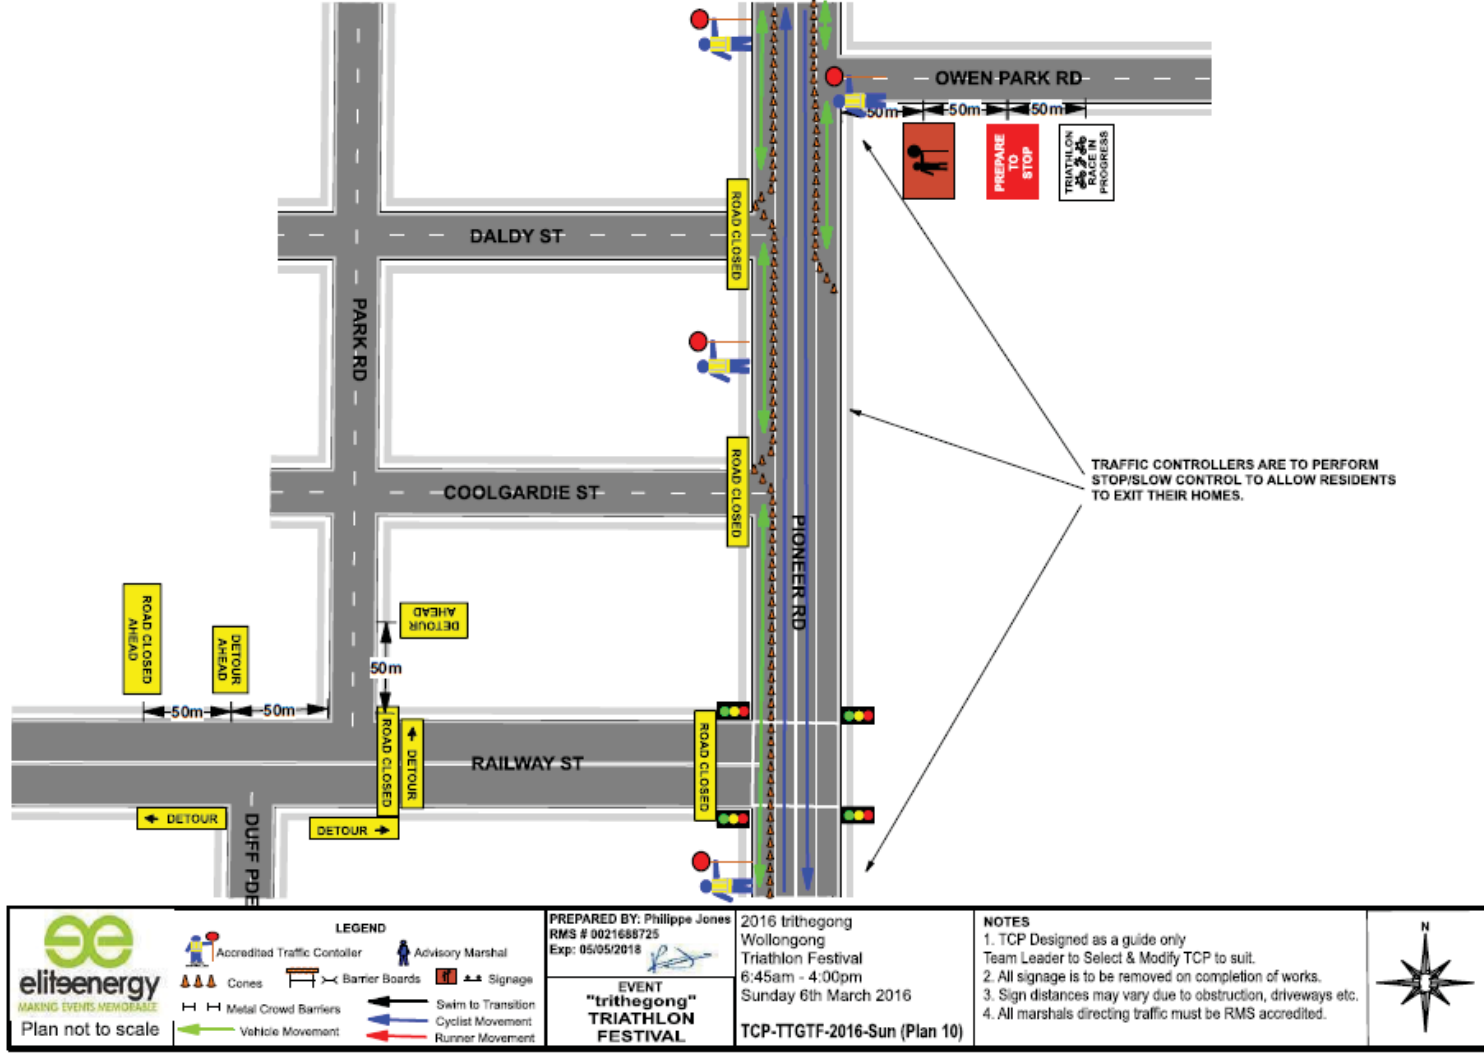 OWEN PARK RD
50m
50m
50m
PREPARE
TO
STOP
TRIATHLON
RACE IN
PROGRESS
ROAD CLOSED
DALDY ST
PARK RD
ROAD CLOSED
COOLGARDIE ST
PIONEER RD
TRAFFIC CONTROLLERS ARE TO PERFORM
STOP/SLOW CONTROL TO ALLOW RESIDENTS
TO EXIT THEIR HOMES.
ROAD CLOSED
AHEAD
DETOUR
AHEAD
DETOUR
AHEAD
50m
50m
50m
ROAD CLOSED
DETOUR
RAILWAY ST
ROAD CLOSED
DETOUR
DETOUR
DUFF PDE
eliteenergy
MAKING EVENTS MEMORABLE
Plan not to scale
LEGEND
Accredited Traffic Contoller
Advisory Marshal
Cones
Barrier Boards
Signage
Metal Crowd Barriers
Swim to Transition
Cyclist Movement
Vehicle Movement
Runner Movement
PREPARED BY: Philippe Jones
RMS # 0021688725
Exp: 05/05/2018
EVENT
"trithegong"
TRIATHLON
FESTIVAL
2016 trithegong
Wollongong
Triathlon Festival
6:45am - 4:00pm
Sunday 6th March 2016
TCP-TTGTF-2016-Sun (Plan 10)
NOTES
1. TCP Designed as a guide only
Team Leader to Select & Modify TCP to suit.
2. All signage is to be removed on completion of works.
3. Sign distances may vary due to obstruction, driveways etc.
4. All marshals directing traffic must be RMS accredited.
N